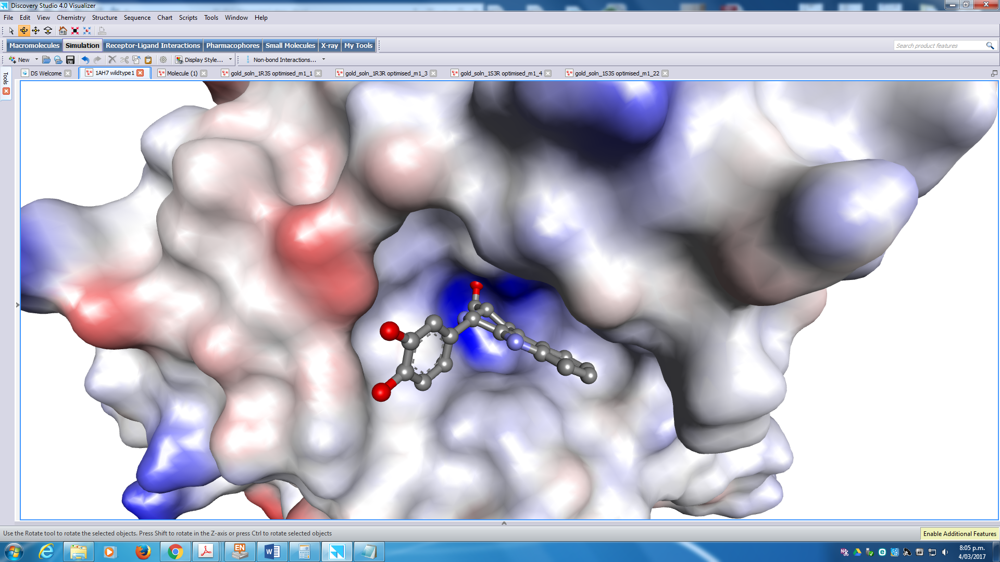 Discovery Studio 4.0 Visualizer
File Edit View Chemistry Structure Sequence Chart Scripts Tools Window Help
Macromolecules Simulation Receptor-Ligand Interactions Pharmacophores Small Molecules X-ray My Tools
Search product features
New Display Style... Non-bond Interactions...
Tools
DS Welcome 1AH7 wildtype1 Molecule (1) gold_soln_1R3S optimised_m1_1 gold_soln_1R3R optimised_m1_3 gold_soln_1S3R optimised_m1_4 gold_soln_1S3S optimised_m1_22
Use the Rotate tool to rotate the selected objects. Press Shift to rotate in the Z-axis or press Ctrl to rotate selected objects
Enable Additional Features
EN
8:05 p.m.
4/03/2017